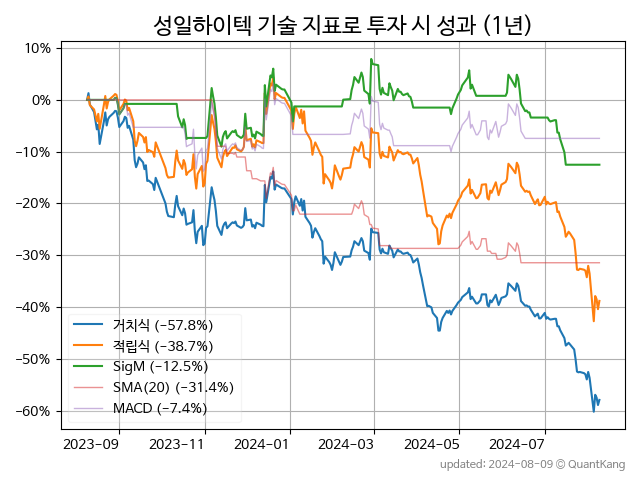 성일하이텍 기술 지표로 투자 시 성과 (1년)
10%
0%
−10%
−20%
−30%
−40%
−50%
−60%
거치식 (−57.8%)
적립식 (−38.7%)
SigM (−12.5%)
SMA(20) (−31.4%)
MACD (−7.4%)
2023−09 2023−11 2024−01 2024−03 2024−05 2024−07
updated: 2024−08−09 ⓒ QuantKang